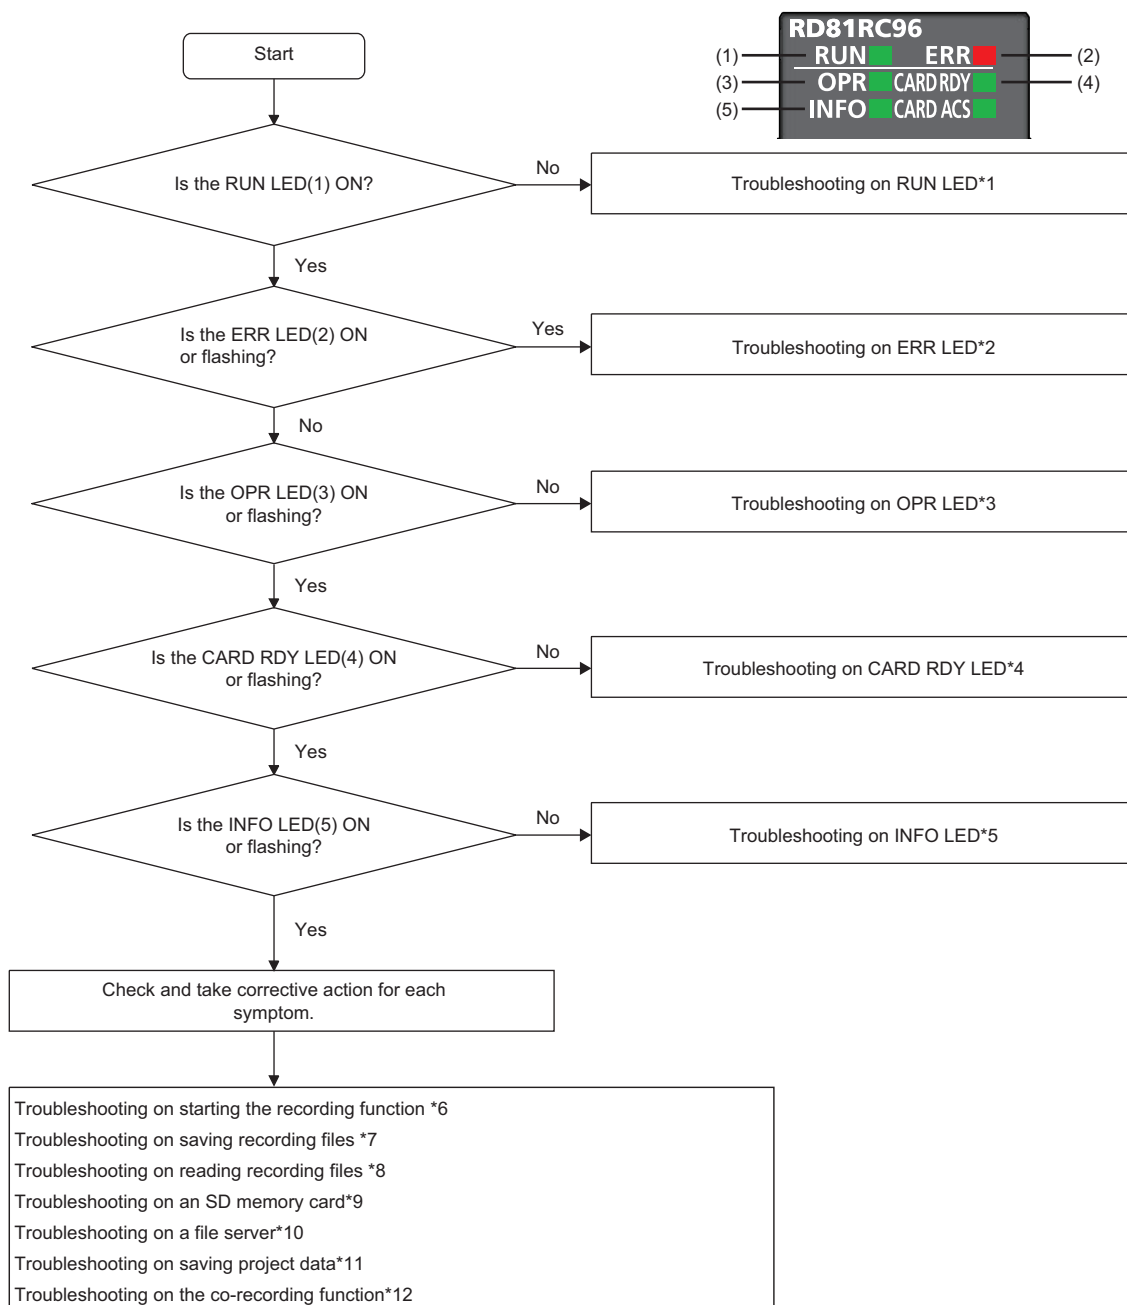 Start
RD81RC96
(1) RUN ERR (2)
(3) OPR CARD RDY (4)
(5) INFO CARD ACS
Is the RUN LED(1) ON?
No
Troubleshooting on RUN LED*1
Yes
Is the ERR LED(2) ON
or flashing?
Yes
Troubleshooting on ERR LED*2
No
Is the OPR LED(3) ON
or flashing?
No
Troubleshooting on OPR LED*3
Yes
Is the CARD RDY LED(4) ON
or flashing?
No
Troubleshooting on CARD RDY LED*4
Yes
Is the INFO LED(5) ON
or flashing?
No
Troubleshooting on INFO LED*5
Yes
Check and take corrective action for each
symptom.
Troubleshooting on starting the recording function *6
Troubleshooting on saving recording files *7
Troubleshooting on reading recording files *8
Troubleshooting on an SD memory card*9
Troubleshooting on a file server*10
Troubleshooting on saving project data*11
Troubleshooting on the co-recording function*12